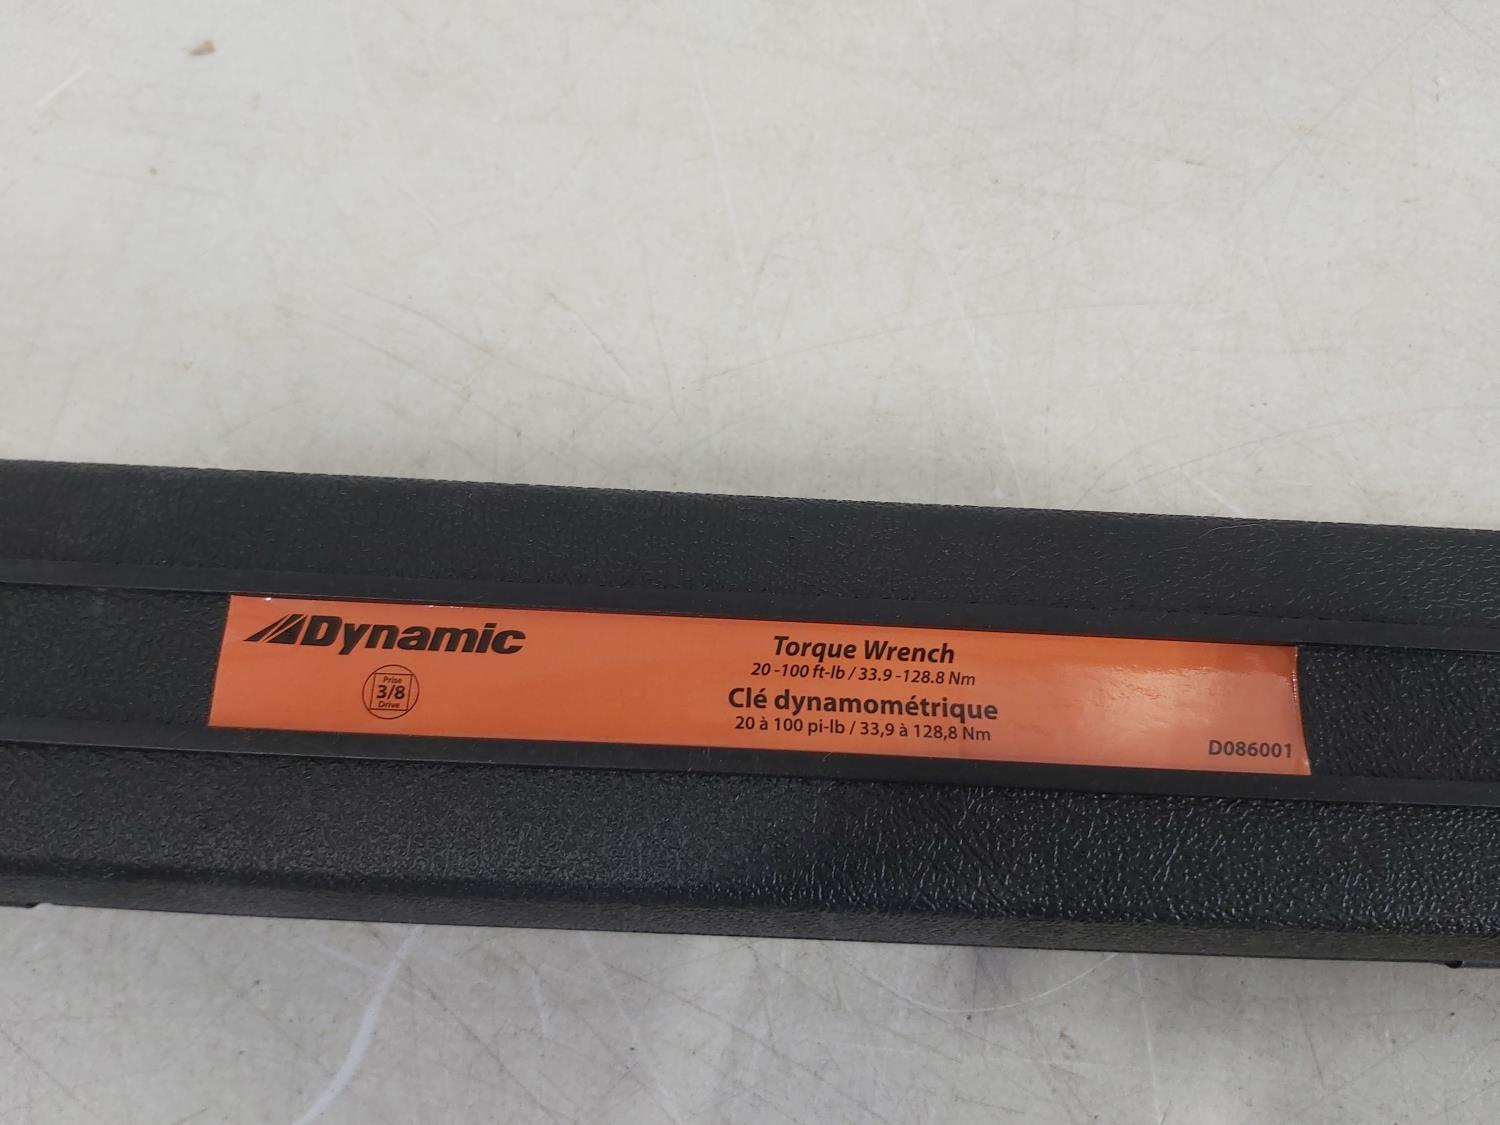 Dynamic
Prise
3/8
Drive
Torque Wrench
20 -100 ft-lb / 33.9 -128.8 Nm
Clé dynamométrique
20 à 100 pi-lb / 33,9 à 128,8 Nm
D086001